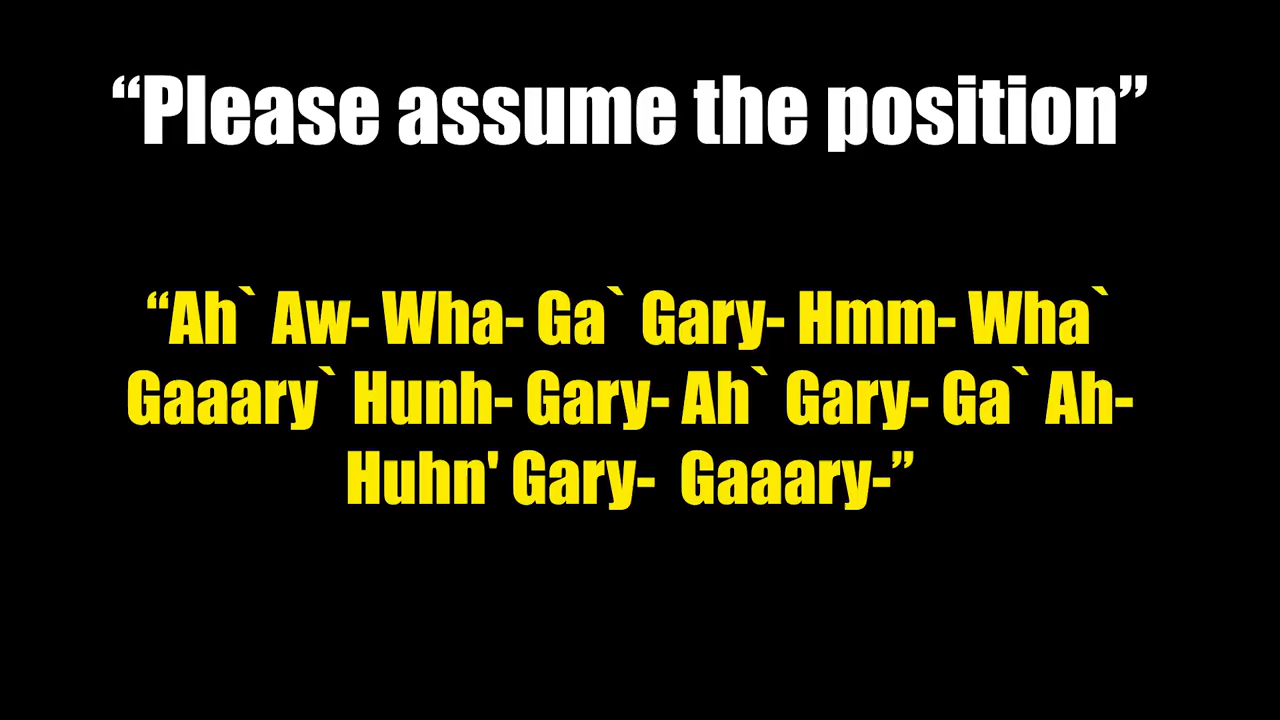 “Please assume the position”
“Ah` Aw- Wha- Ga` Gary- Hmm- Wha`
Gaaary` Hunh- Gary- Ah` Gary- Ga` Ah-
Huhn' Gary-  Gaaary-”